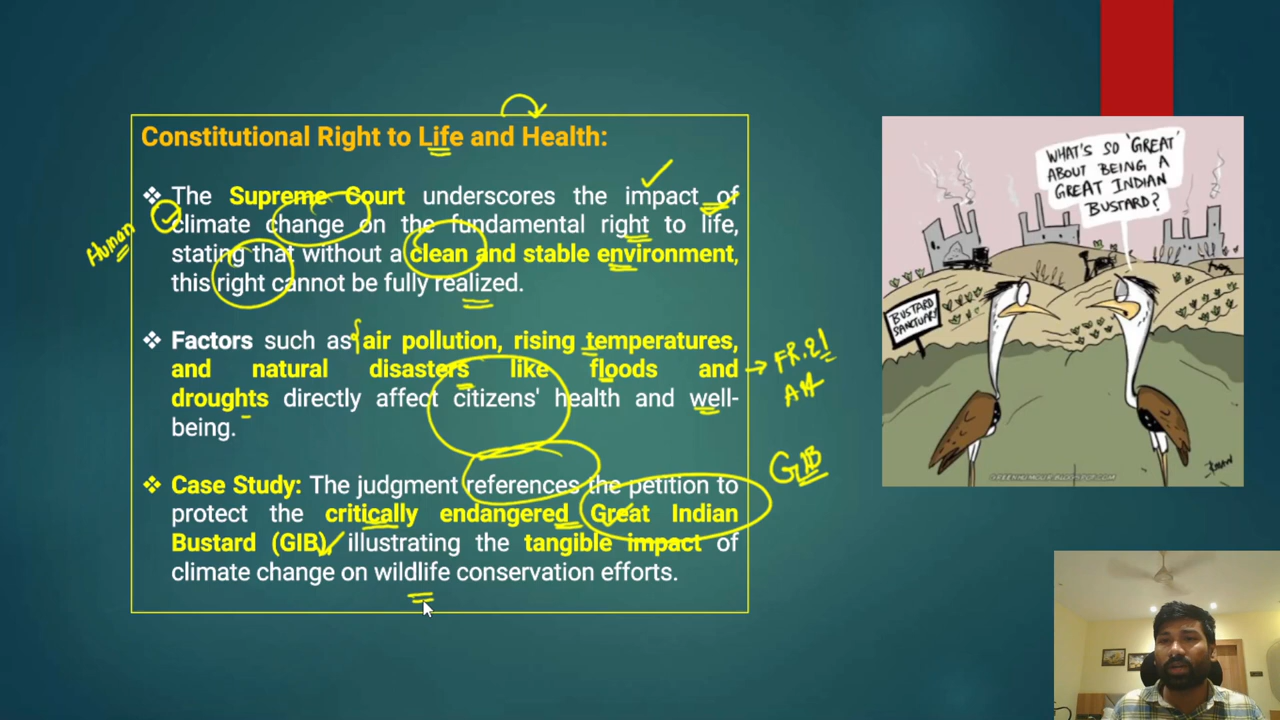 Constitutional Right to Life and Health:
❖ The Supreme Court underscores the impact of
climate change on the fundamental right to life,
stating that without a clean and stable environment,
this right cannot be fully realized.
Human
❖ Factors such as air pollution, rising temperatures,
and natural disasters like floods and
droughts directly affect citizens' health and well-
being.
→ FR.21
❖ Case Study: The judgment references the petition to
protect the critically endangered Great Indian
Bustard (GIB), illustrating the tangible impact of
climate change on wildlife conservation efforts.
GIB
WHAT'S SO 'GREAT'
ABOUT BEING A
GREAT INDIAN
BUSTARD?
BUSTARD
SANCTUARY
GREENHUMOUR.BLOGSPOT.COM